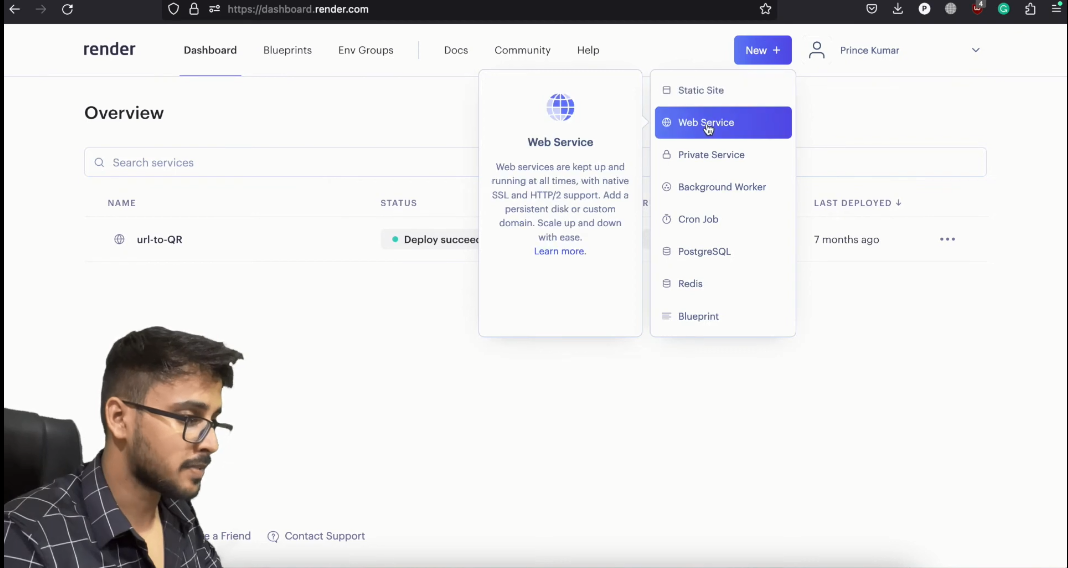 https://dashboard.render.com
4
render
Dashboard
Blueprints
Env Groups
Docs
Community
Help
New +
Prince Kumar
Overview
Search services
NAME
STATUS
LAST DEPLOYED
url-to-QR
Deploy succeed
7 months ago
Web Service
Web services are kept up and
running at all times, with native
SSL and HTTP/2 support. Add a
persistent disk or custom
domain. Scale up and down
with ease.
Learn more.
Static Site
Web Service
Private Service
Background Worker
Cron Job
PostgreSQL
Redis
Blueprint
a Friend
Contact Support